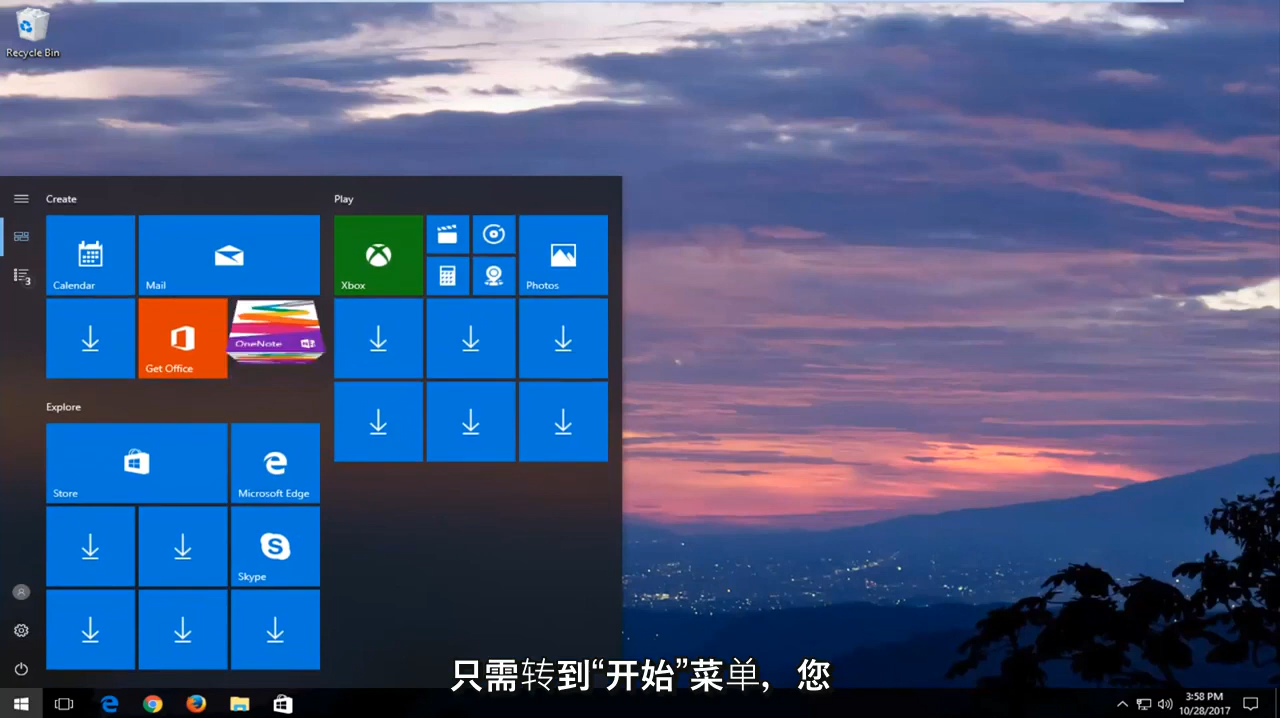 Recycle Bin
Create
Play
Calendar
Mail
Xbox
Photos
Get Office
OneNote
Explore
Store
Microsoft Edge
Skype
3
只需转到“开始”菜单，您
3:58 PM
10/28/2017